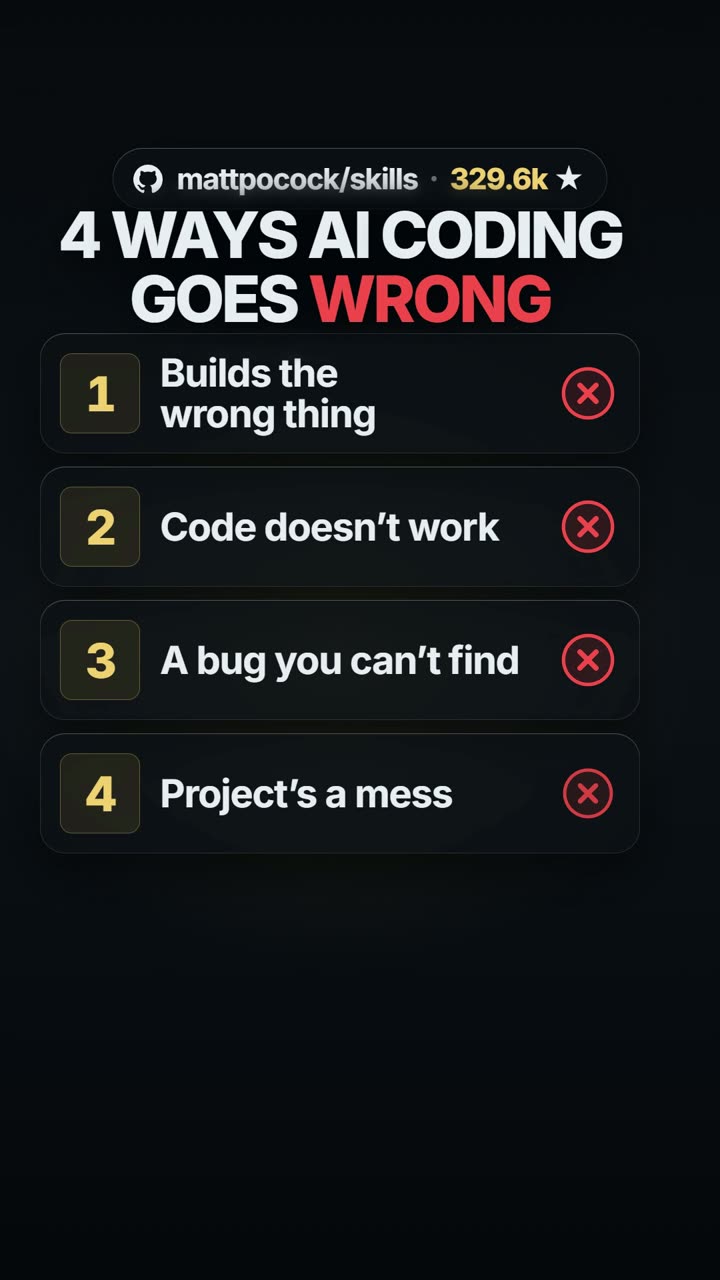 mattpocock/skills · 329.6k ★
4 WAYS AI CODING
GOES WRONG
1 Builds the
wrong thing
2 Code doesn’t work
3 A bug you can’t find
4 Project’s a mess